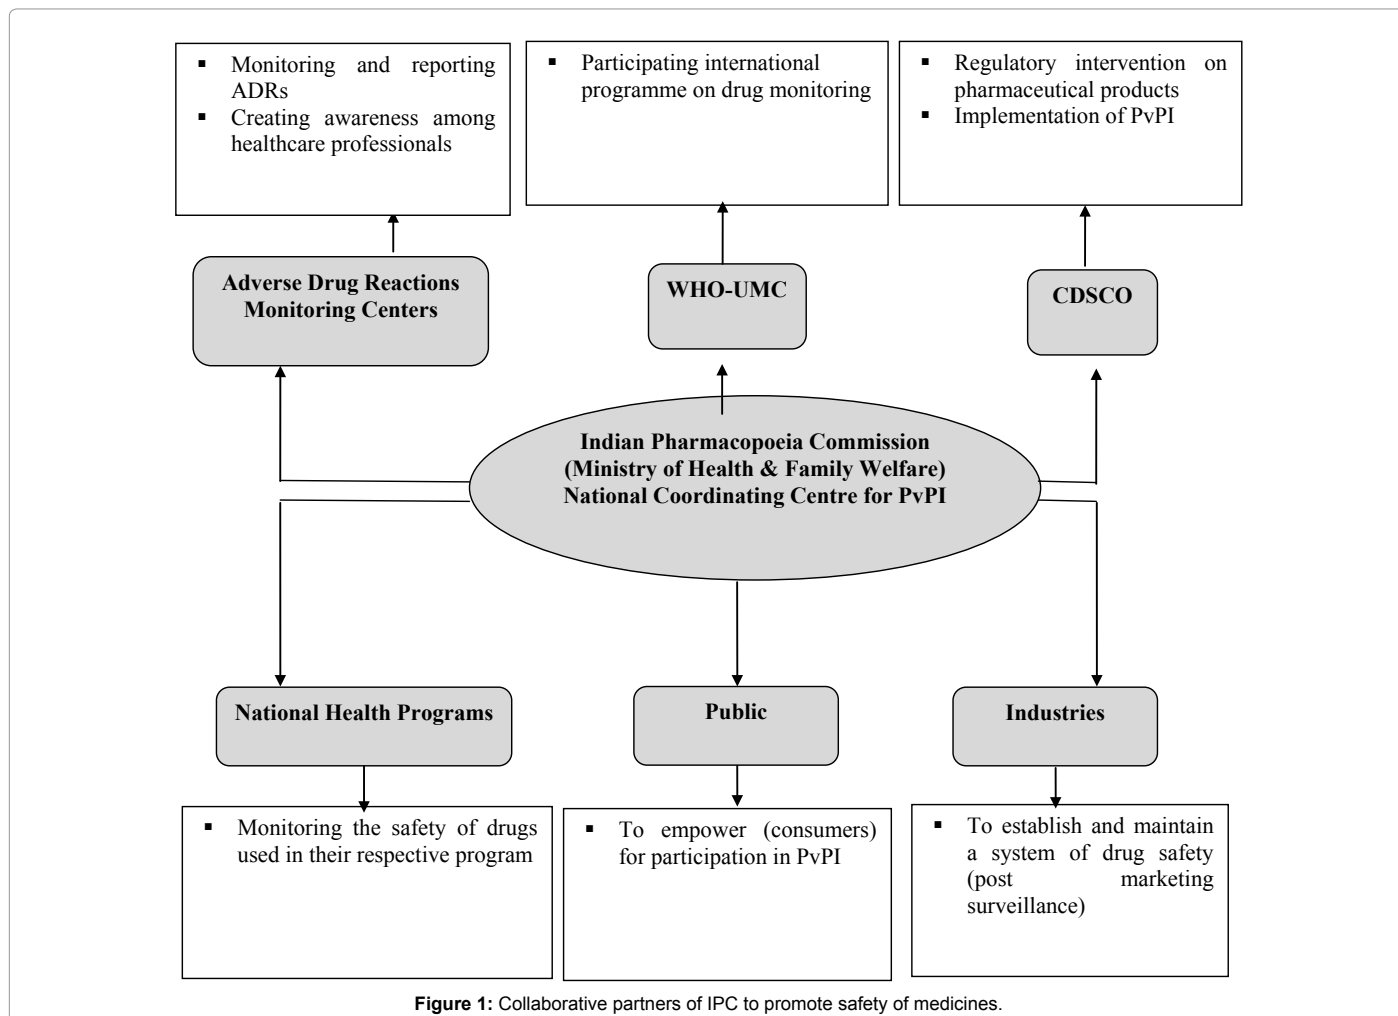 ▪ Monitoring and reporting
ADRs
▪ Creating awareness among
healthcare professionals
▪ Participating international
programme on drug monitoring
▪ Regulatory intervention on
pharmaceutical products
▪ Implementation of PvPI
Adverse Drug Reactions
Monitoring Centers
WHO-UMC
CDSCO
Indian Pharmacopoeia Commission
(Ministry of Health & Family Welfare)
National Coordinating Centre for PvPI
National Health Programs
Public
Industries
▪ Monitoring the safety of drugs
used in their respective program
▪ To empower (consumers)
for participation in PvPI
▪ To establish and maintain
a system of drug safety
(post marketing
surveillance)
Figure 1: Collaborative partners of IPC to promote safety of medicines.